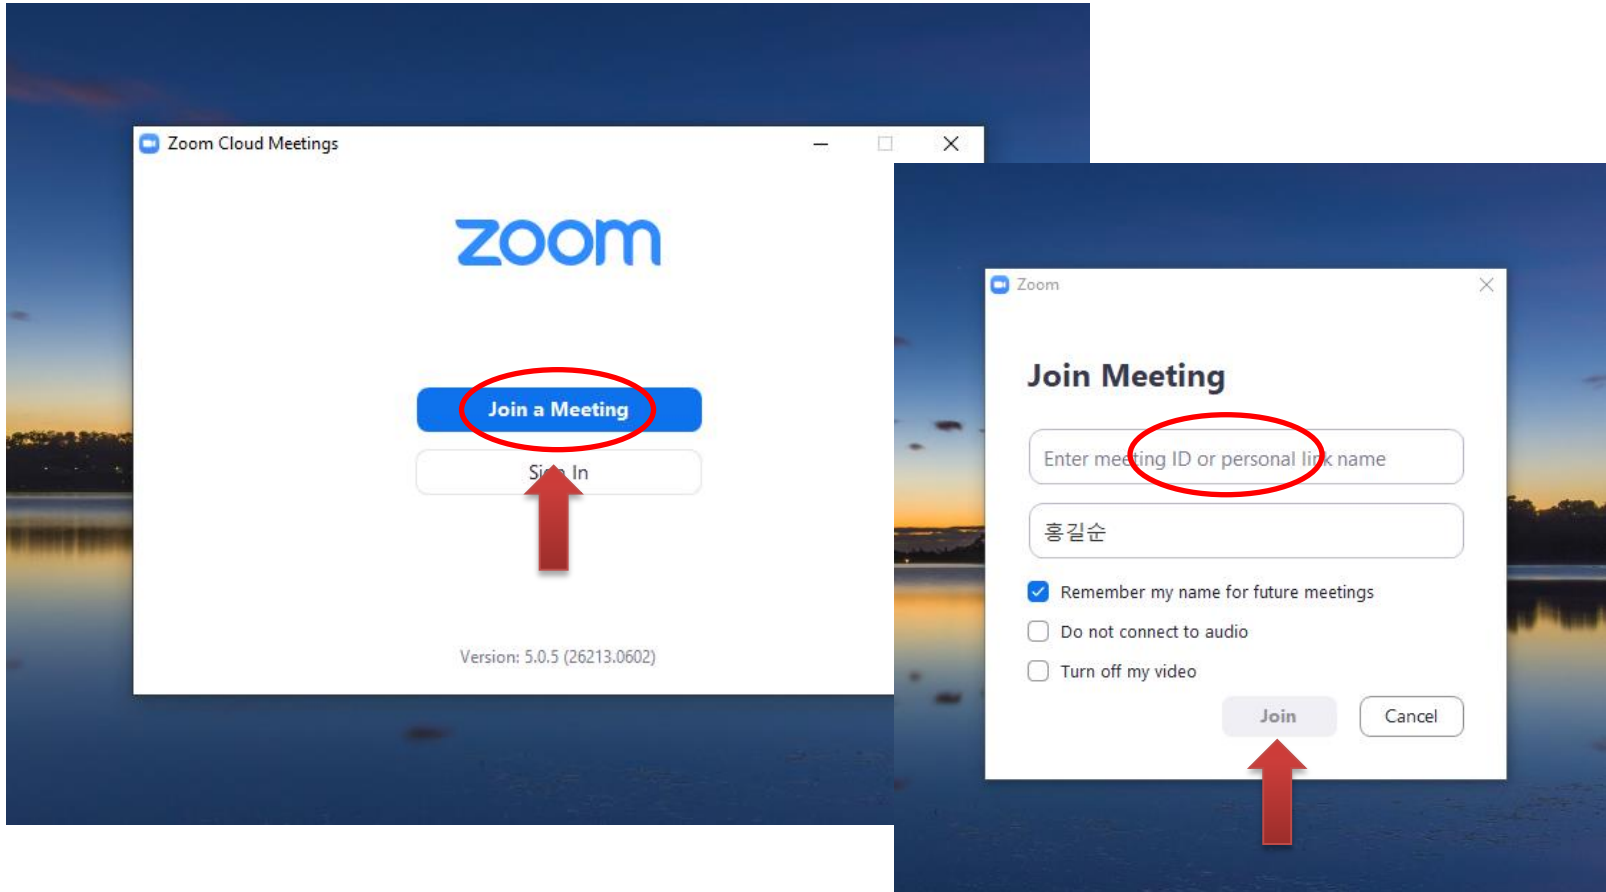 Zoom Cloud Meetings
zoom
Join a Meeting
Sign In
Version: 5.0.5 (26213.0602)
Zoom
Join Meeting
Enter meeting ID or personal link name
홍길순
Remember my name for future meetings
Do not connect to audio
Turn off my video
Join
Cancel